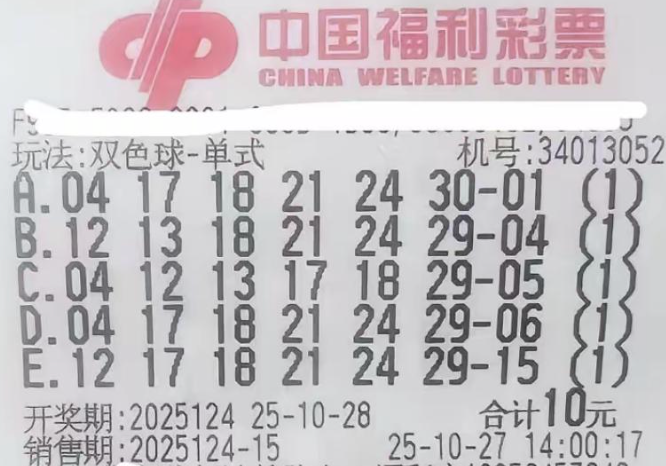 中国福利彩票
CHINA WELFARE LOTTERY
玩法:双色球-单式 机号:34013052
A.04 17 18 21 24 30-01 (1)
B.12 13 18 21 24 29-04 (1)
C.04 12 13 17 18 29-05 (1)
D.04 17 18 21 24 29-06 (1)
E.12 17 18 21 24 29-15 (1)
开奖期:2025124 25-10-28 合计10元
销售期:2025124-15 25-10-27 14:00:17